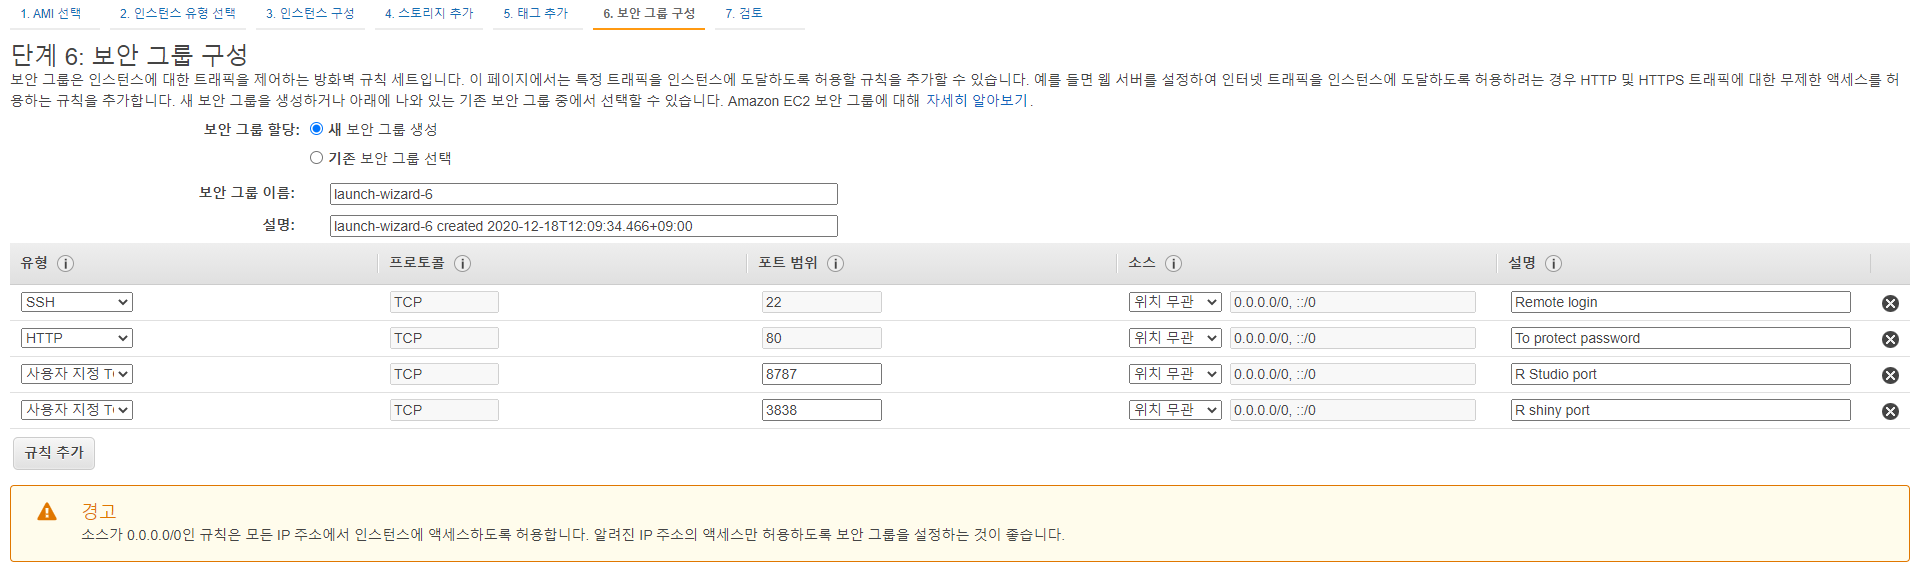 1. AMI 선택 2. 인스턴스 유형 선택 3. 인스턴스 구성 4. 스토리지 추가 5. 태그 추가 6. 보안 그룹 구성 7. 검토
단계 6: 보안 그룹 구성
보안 그룹은 인스턴스에 대한 트래픽을 제어하는 방화벽 규칙 세트입니다. 이 페이지에서는 특정 트래픽을 인스턴스에 도달하도록 허용할 규칙을 추가할 수 있습니다. 예를 들면 웹 서버를 설정하여 인터넷 트래픽을 인스턴스에 도달하도록 허용하려는 경우 HTTP 및 HTTPS 트래픽에 대한 무제한 액세스를 허
용하는 규칙을 추가합니다. 새 보안 그룹을 생성하거나 아래에 나와 있는 기존 보안 그룹 중에서 선택할 수 있습니다. Amazon EC2 보안 그룹에 대해 자세히 알아보기.
보안 그룹 할당: 새 보안 그룹 생성
기존 보안 그룹 선택
보안 그룹 이름: launch-wizard-6
설명: launch-wizard-6 created 2020-12-18T12:09:34.466+09:00
유형 프로토콜 포트 범위 소스 설명
SSH TCP 22 위치 무관 0.0.0.0/0, ::/0 Remote login
HTTP TCP 80 위치 무관 0.0.0.0/0, ::/0 To protect password
사용자 지정 TCP 8787 위치 무관 0.0.0.0/0, ::/0 R Studio port
사용자 지정 TCP 3838 위치 무관 0.0.0.0/0, ::/0 R shiny port
규칙 추가
경고
소스가 0.0.0.0/0인 규칙은 모든 IP 주소에서 인스턴스에 액세스하도록 허용합니다. 알려진 IP 주소의 액세스만 허용하도록 보안 그룹을 설정하는 것이 좋습니다.